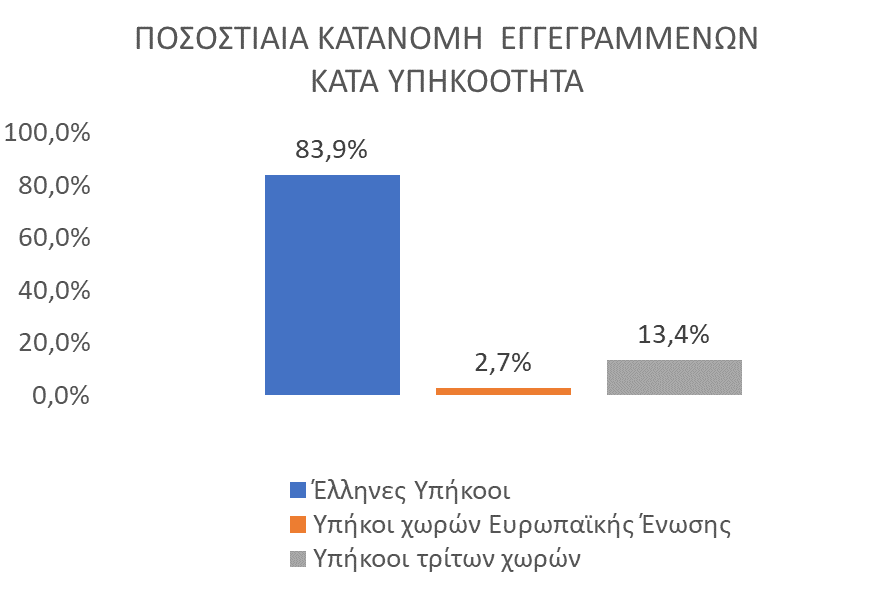 ΠΟΣΟΣΤΙΑΙΑ ΚΑΤΑΝΟΜΗ  ΕΓΓΕΓΡΑΜΜΕΝΩΝ
ΚΑΤΑ ΥΠΗΚΟΟΤΗΤΑ
100,0%
83,9%
80,0%
60,0%
40,0%
20,0%
13,4%
2,7%
0,0%
Έλληνες Υπήκοοι
Υπήκοι χωρών Ευρωπαϊκής Ένωσης
Υπήκοοι τρίτων χωρών